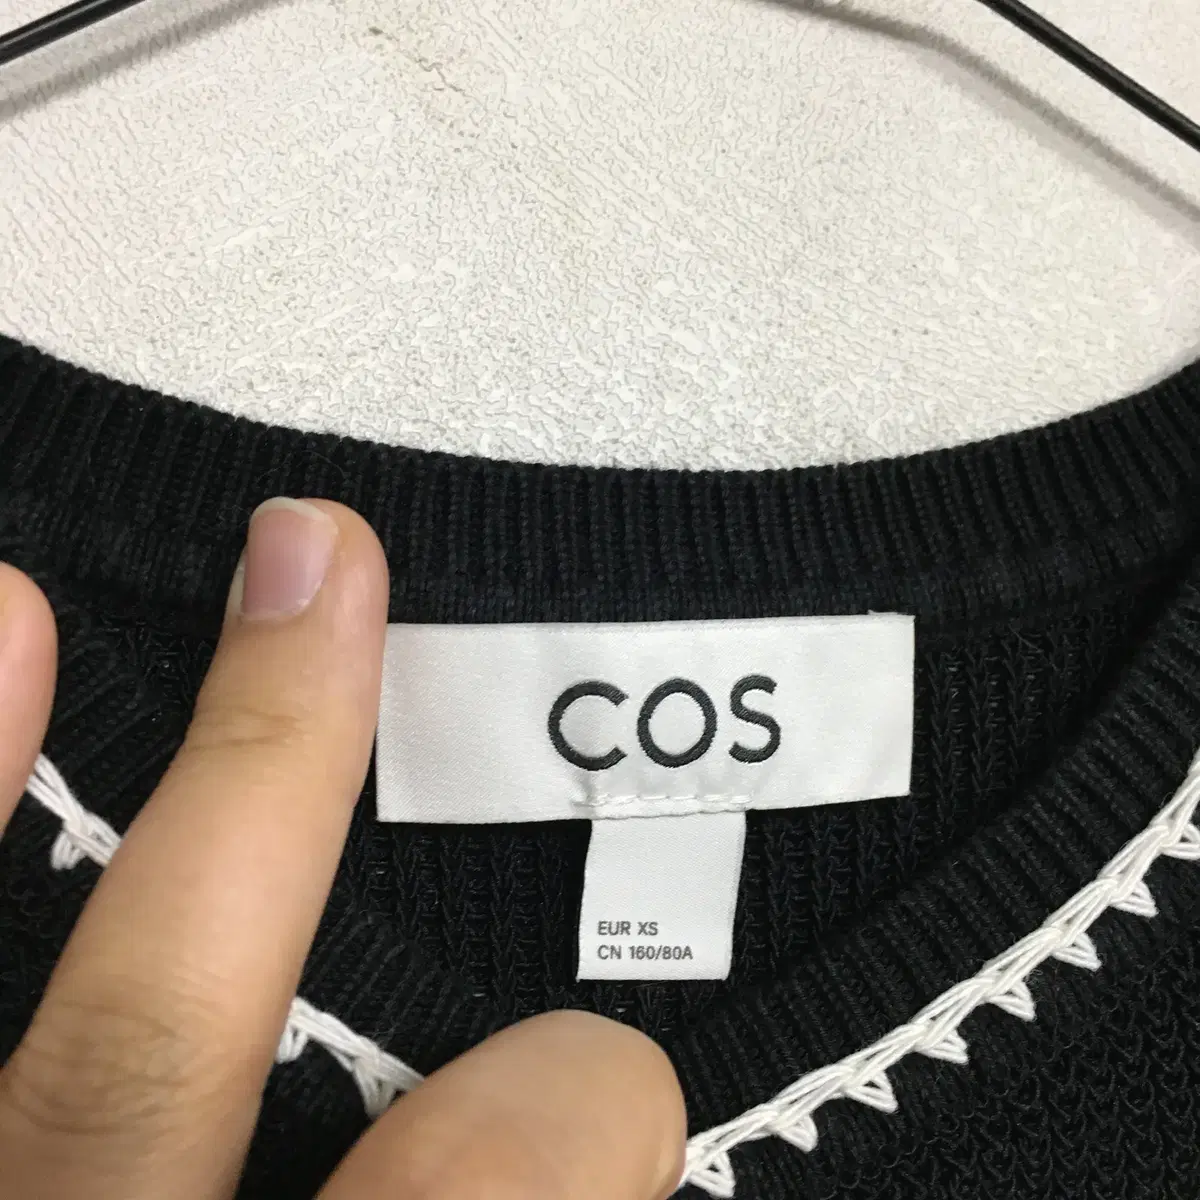 COS
EUR XS
CN 160/80A